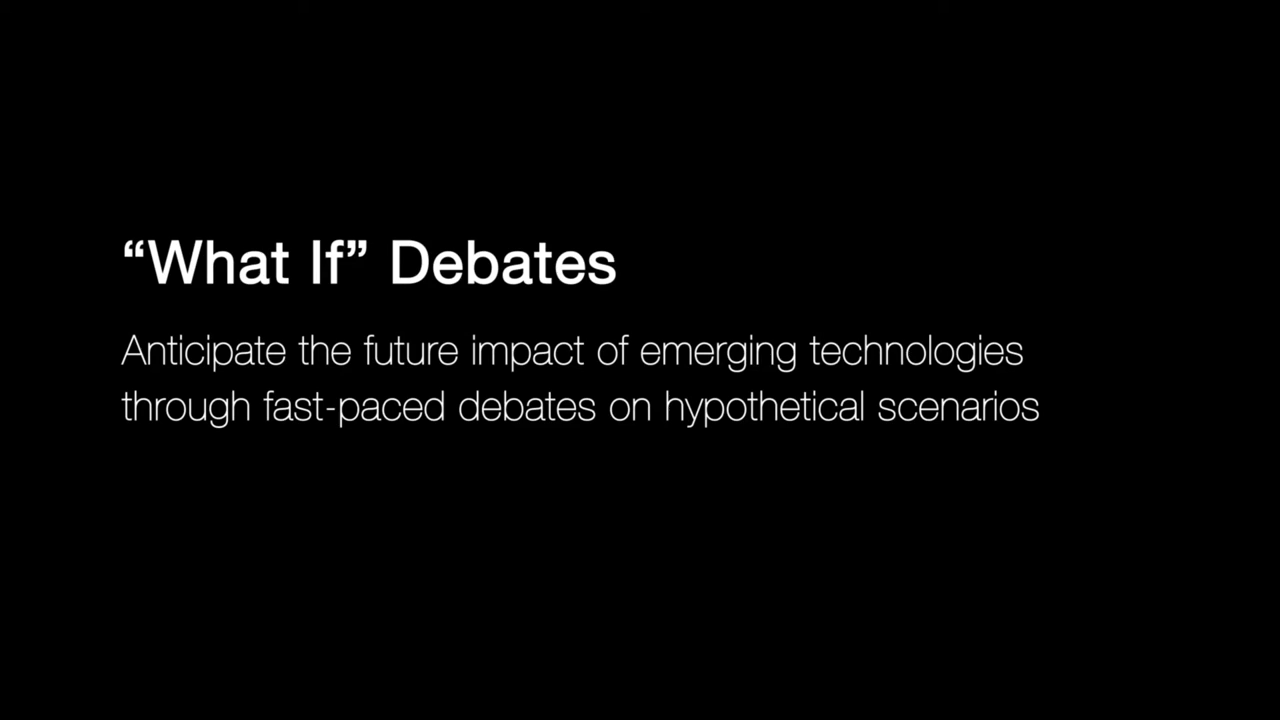 “What If” Debates
Anticipate the future impact of emerging technologies
through fast-paced debates on hypothetical scenarios